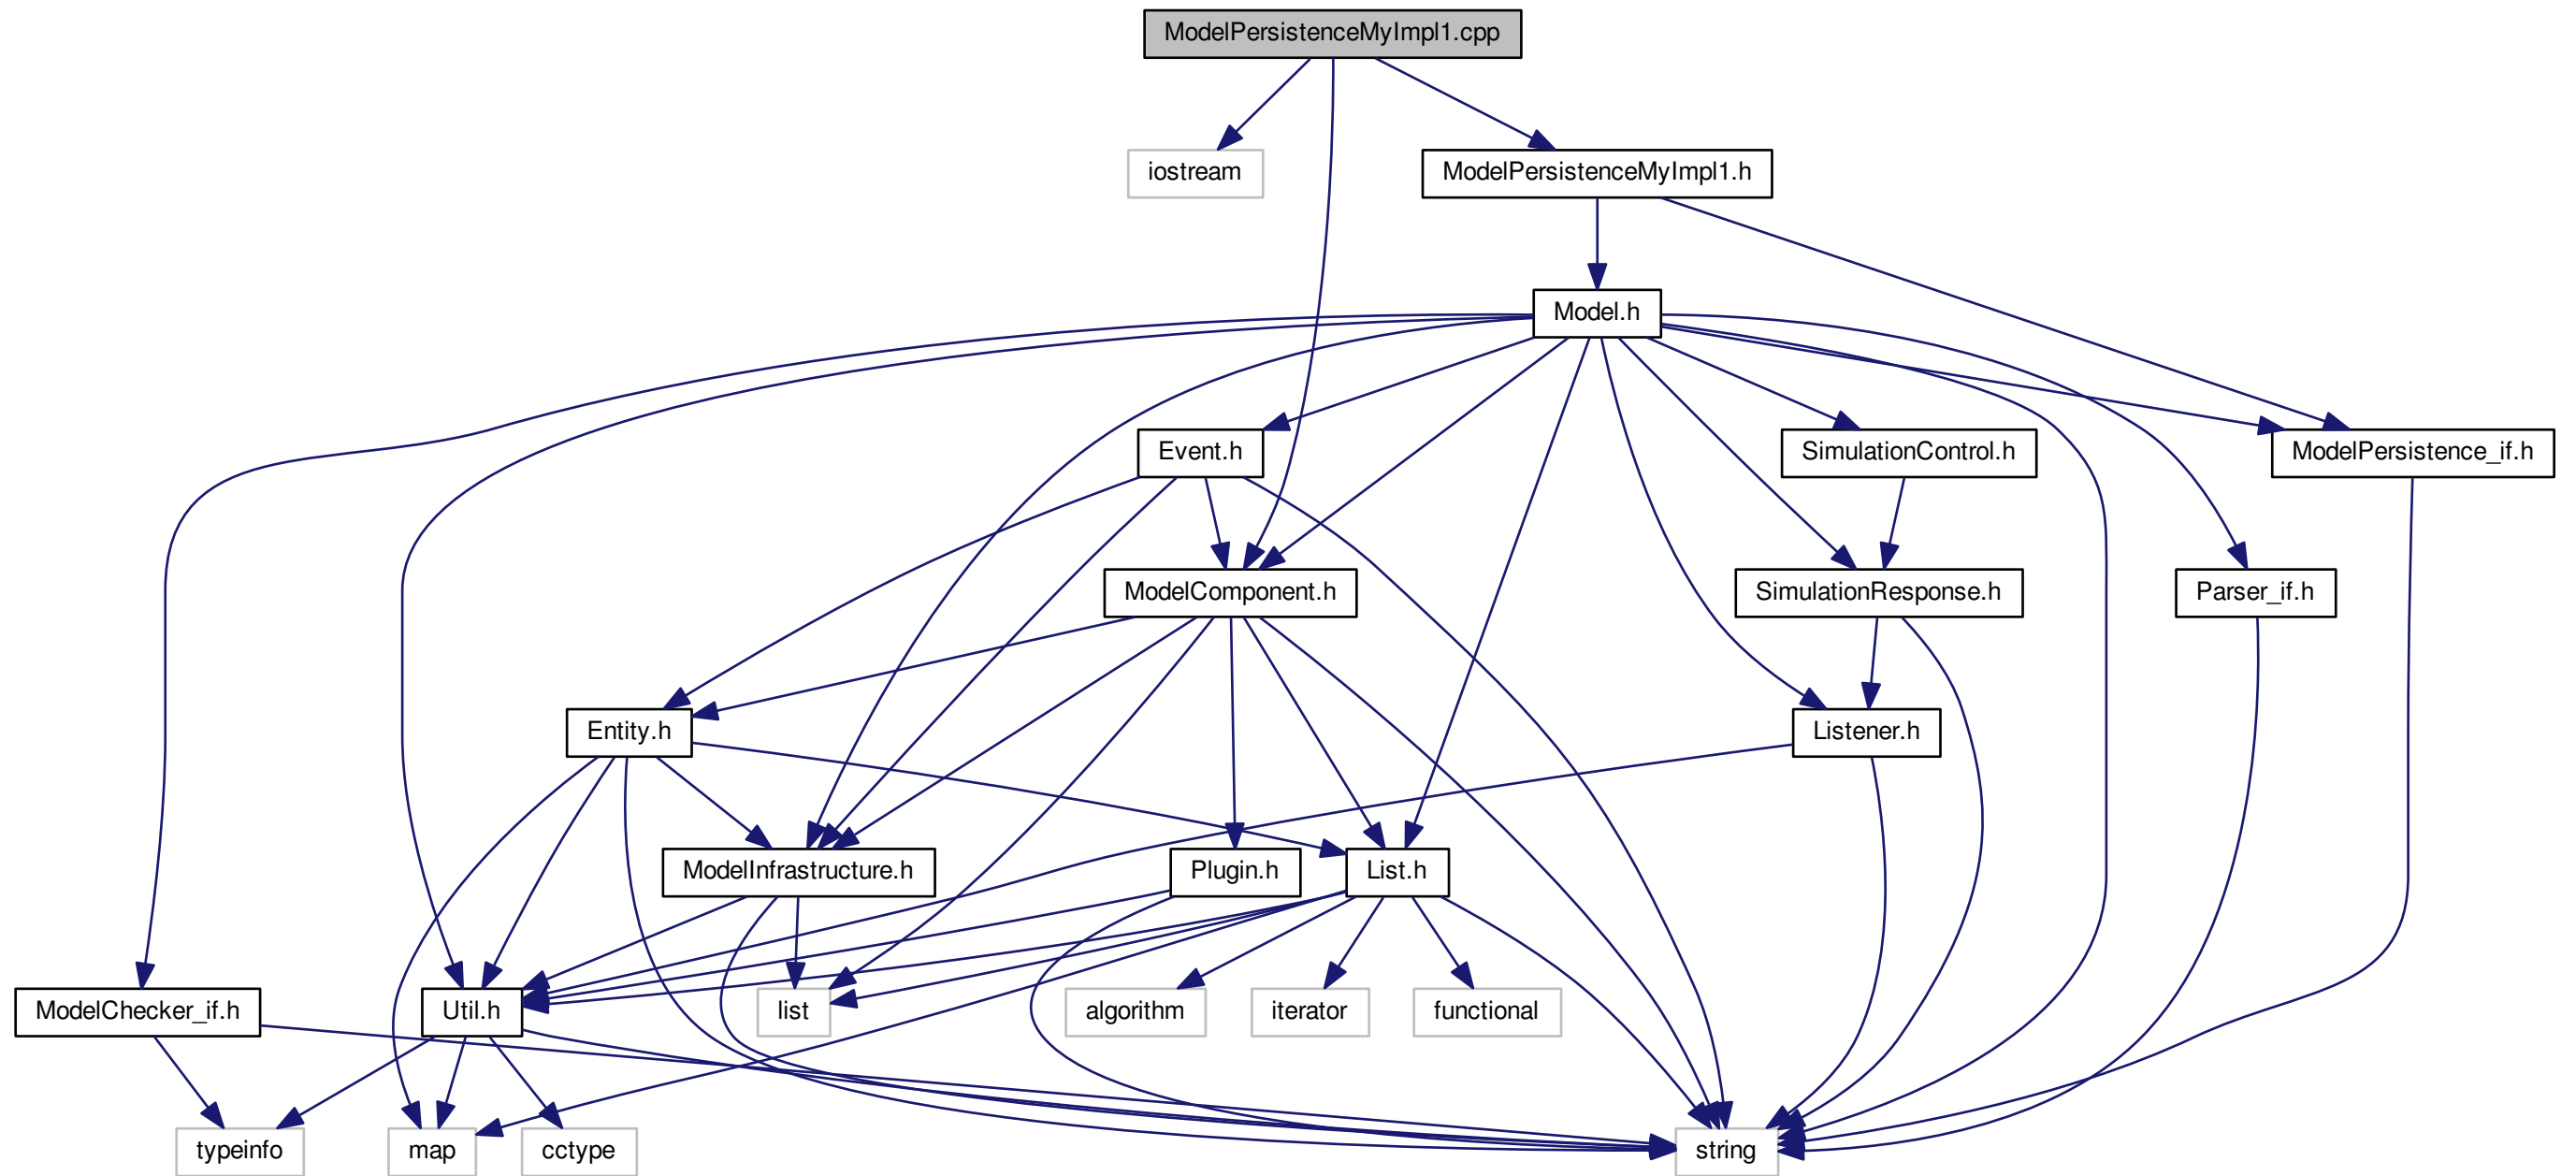 ModelPersistenceMyImpl1.cpp
iostream
ModelPersistenceMyImpl1.h
Model.h
Event.h
SimulationControl.h
ModelPersistence_if.h
ModelComponent.h
SimulationResponse.h
Parser_if.h
Entity.h
Listener.h
ModelInfrastructure.h
Plugin.h
List.h
ModelChecker_if.h
Util.h
list
algorithm
iterator
functional
typeinfo
map
cctype
string